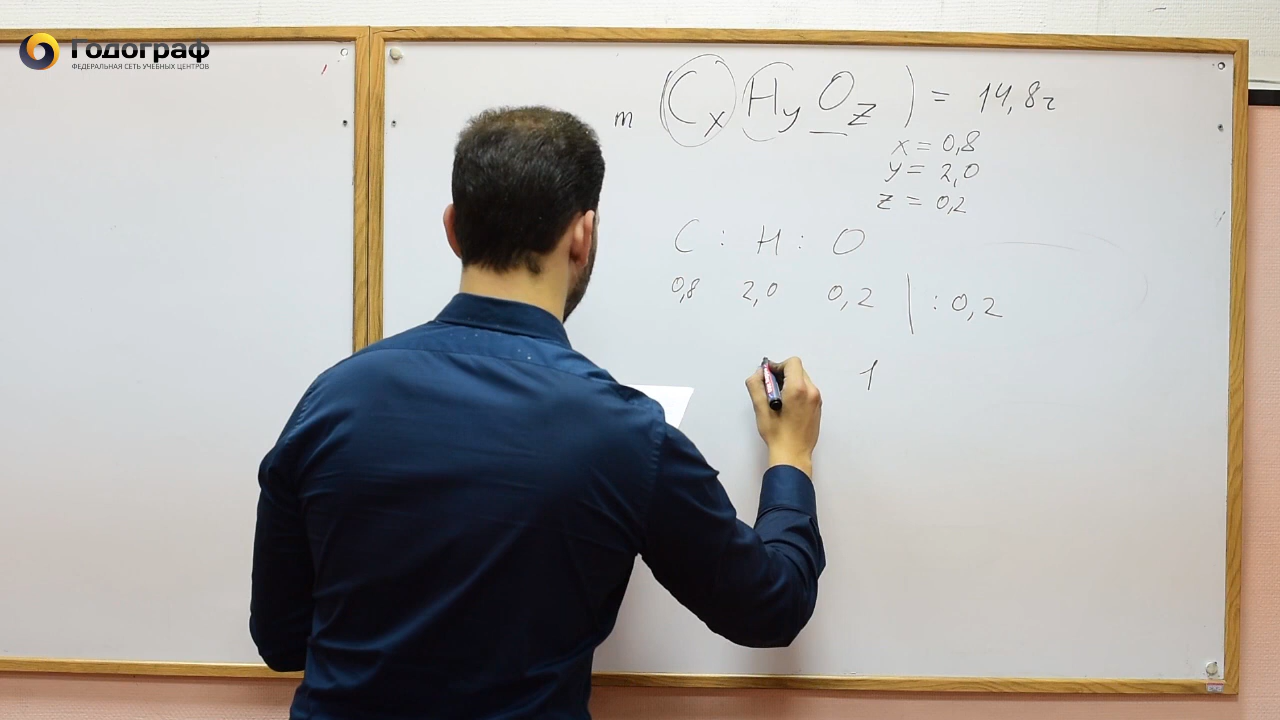 Годограф
ФЕДЕРАЛЬНАЯ СЕТЬ УЧЕБНЫХ ЦЕНТРОВ
m (CxHyOz) = 14,8г
x = 0,8
y = 2,0
z = 0,2
C : H : O
0,8 2,0 0,2 | : 0,2
1